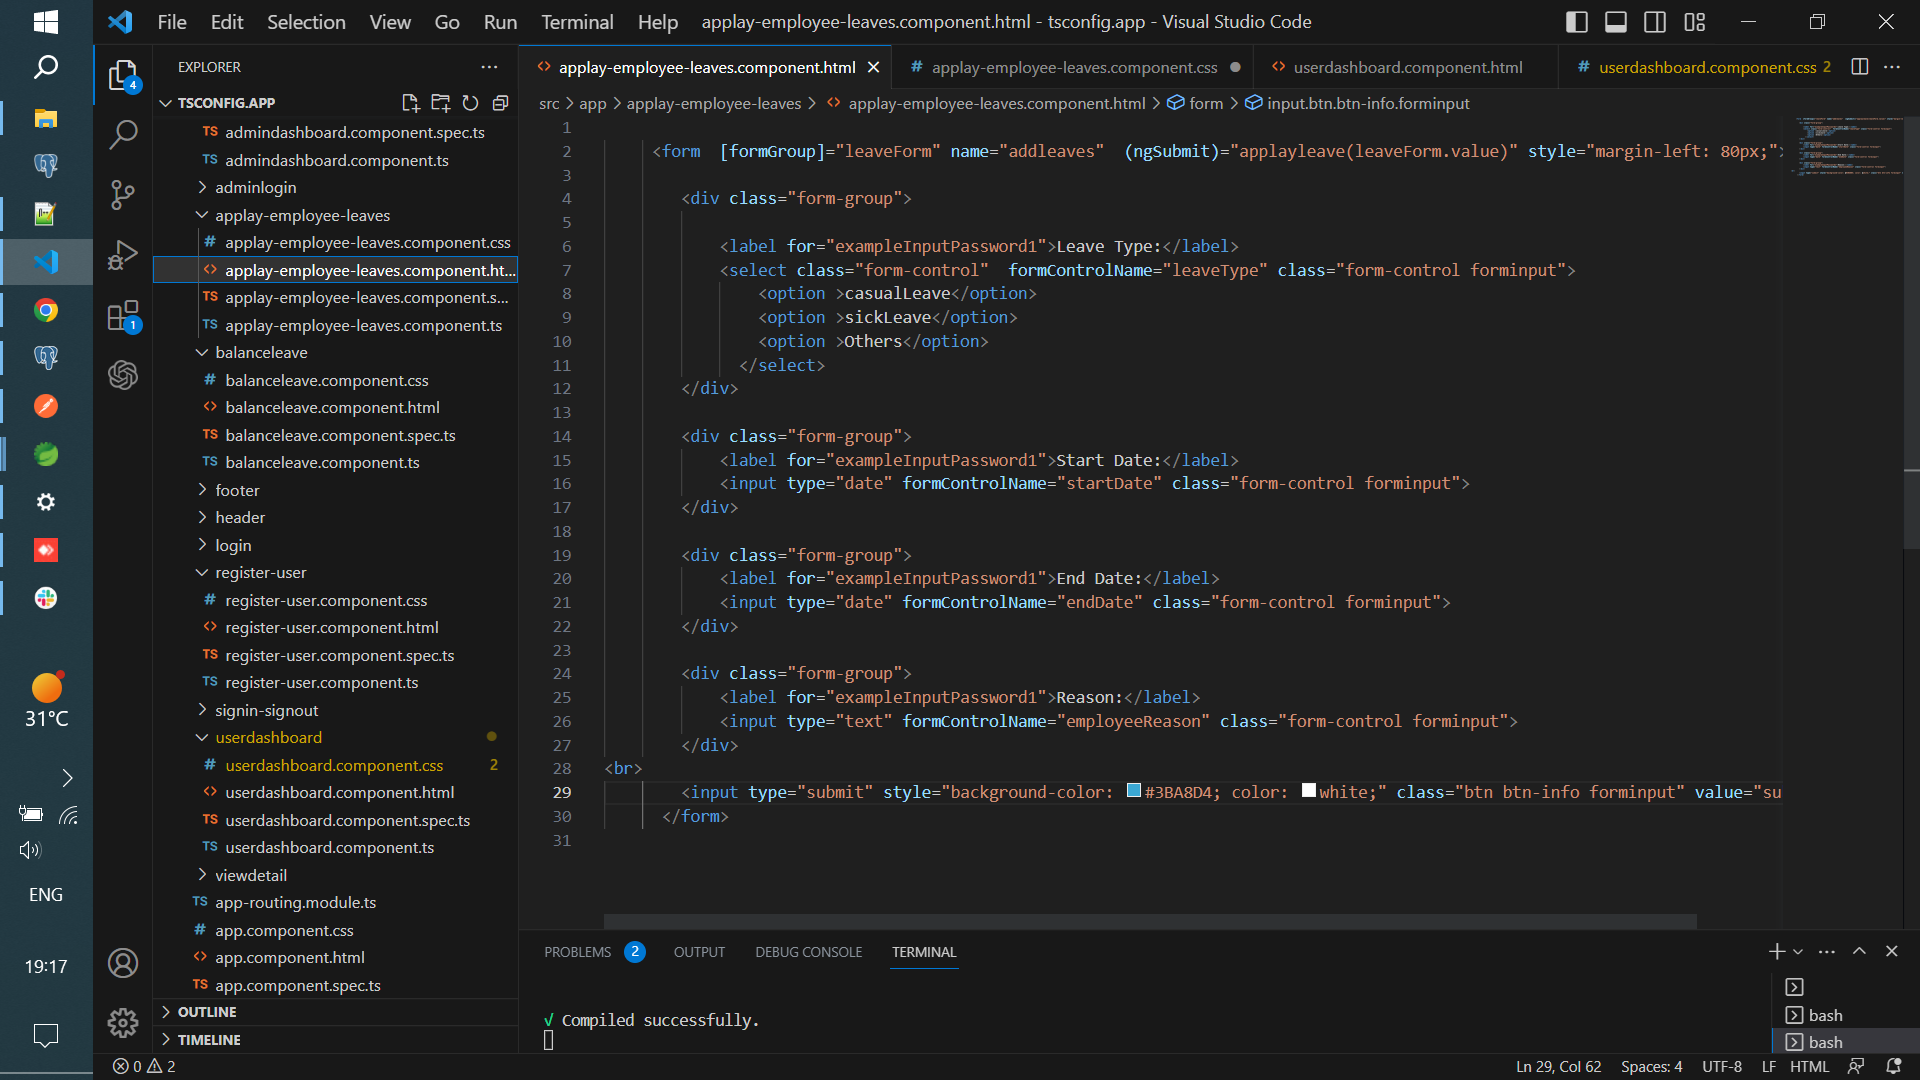 File Edit Selection View Go Run Terminal Help applay-employee-leaves.component.html - tsconfig.app - Visual Studio Code
EXPLORER
TSCONFIG.APP
TS admindashboard.component.spec.ts
TS admindashboard.component.ts
adminlogin
applay-employee-leaves
# applay-employee-leaves.component.css
<> applay-employee-leaves.component.ht...
TS applay-employee-leaves.component.s...
TS applay-employee-leaves.component.ts
balanceleave
# balanceleave.component.css
<> balanceleave.component.html
TS balanceleave.component.spec.ts
TS balanceleave.component.ts
footer
header
login
register-user
# register-user.component.css
<> register-user.component.html
TS register-user.component.spec.ts
TS register-user.component.ts
signin-signout
userdashboard
# userdashboard.component.css 2
<> userdashboard.component.html
TS userdashboard.component.spec.ts
TS userdashboard.component.ts
viewdetail
TS app-routing.module.ts
# app.component.css
<> app.component.html
TS app.component.spec.ts
OUTLINE
TIMELINE
4
1
31°C
ENG
19:17
<> applay-employee-leaves.component.html # applay-employee-leaves.component.css <> userdashboard.component.html # userdashboard.component.css 2
src > app > applay-employee-leaves > <> applay-employee-leaves.component.html > form > input.btn.btn-info.forminput
1
2 <form [formGroup]="leaveForm" name="addleaves" (ngSubmit)="applayleave(leaveForm.value)" style="margin-left: 80px;">
3
4 <div class="form-group">
5
6 <label for="exampleInputPassword1">Leave Type:</label>
7 <select class="form-control" formControlName="leaveType" class="form-control forminput">
8 <option >casualLeave</option>
9 <option >sickLeave</option>
10 <option >Others</option>
11 </select>
12 </div>
13
14 <div class="form-group">
15 <label for="exampleInputPassword1">Start Date:</label>
16 <input type="date" formControlName="startDate" class="form-control forminput">
17 </div>
18
19 <div class="form-group">
20 <label for="exampleInputPassword1">End Date:</label>
21 <input type="date" formControlName="endDate" class="form-control forminput">
22 </div>
23
24 <div class="form-group">
25 <label for="exampleInputPassword1">Reason:</label>
26 <input type="text" formControlName="employeeReason" class="form-control forminput">
27 </div>
28 <br>
29 <input type="submit" style="background-color: #3BA8D4; color: white;" class="btn btn-info forminput" value="su
30 </form>
31
PROBLEMS 2 OUTPUT DEBUG CONSOLE TERMINAL
√ Compiled successfully.
bash
bash
0 2 Ln 29, Col 62 Spaces: 4 UTF-8 LF HTML